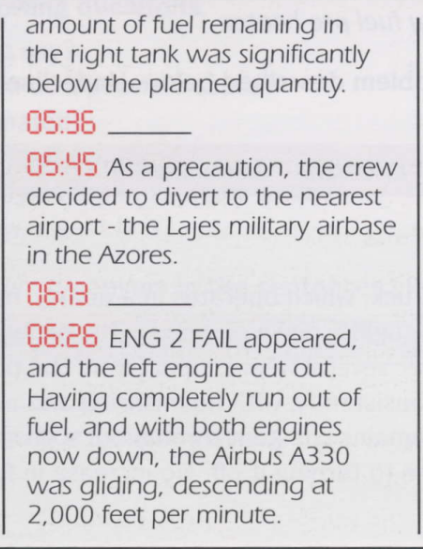 amount of fuel remaining in
the right tank was significantly
below the planned quantity.
05:36 ________
05:45 As a precaution, the crew
decided to divert to the nearest
airport - the Lajes military airbase
in the Azores.
06:13 ________
06:26 ENG 2 FAIL appeared,
and the left engine cut out.
Having completely run out of
fuel, and with both engines
now down, the Airbus A330
was gliding, descending at
2,000 feet per minute.